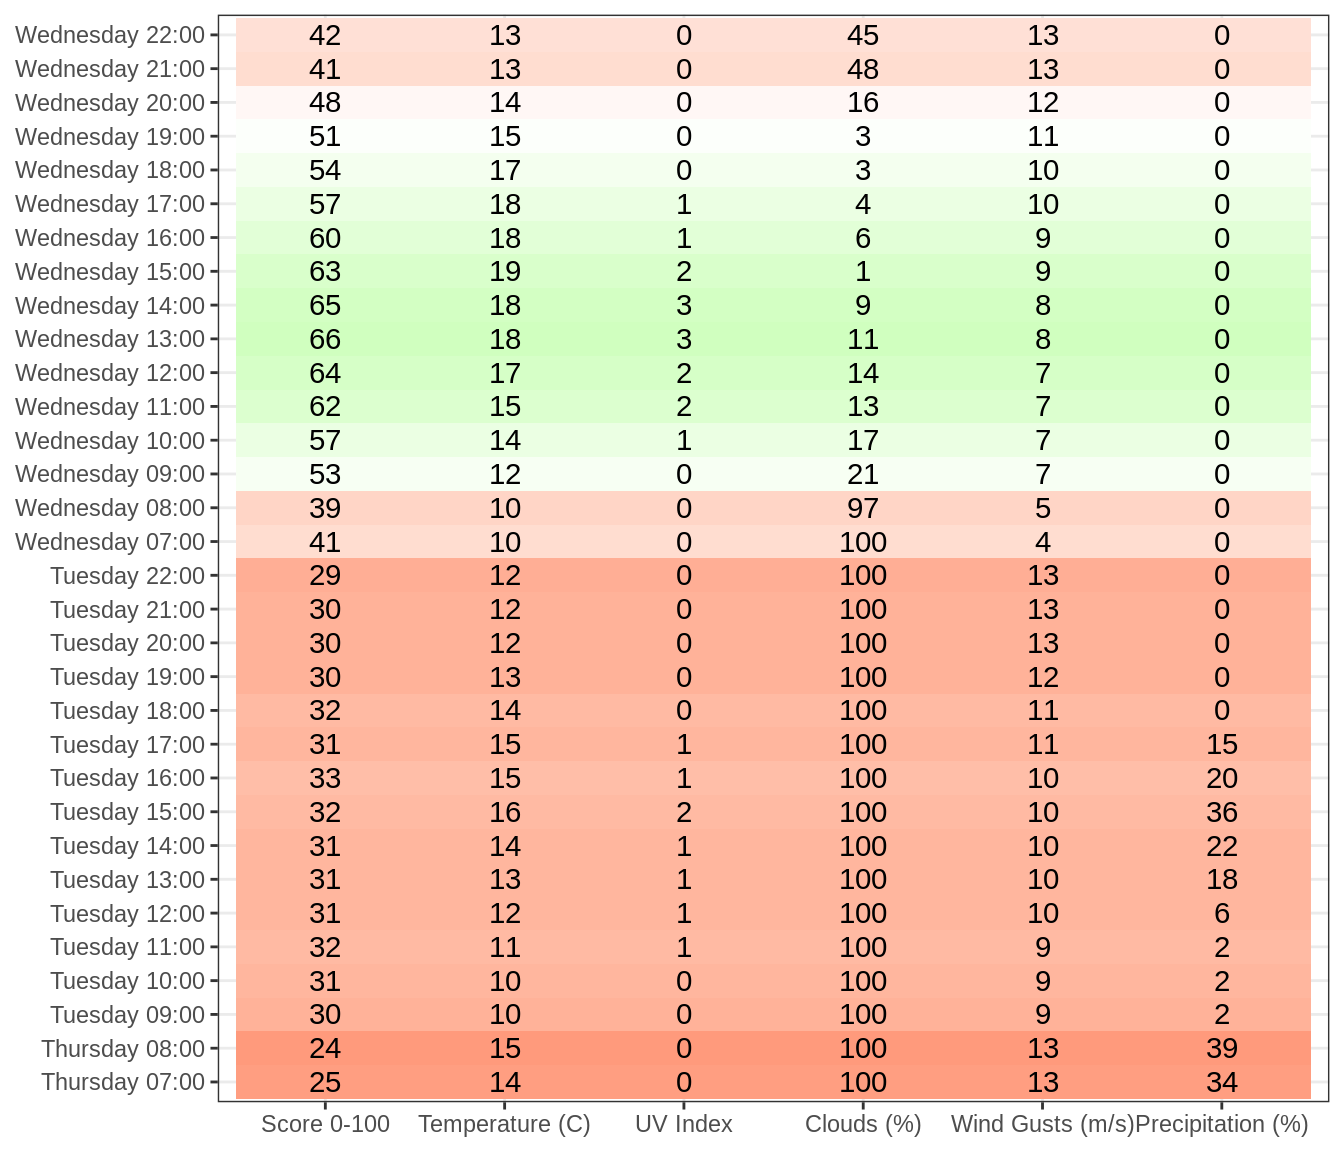 Wednesday 22:00 42 13 0 45 13 0
Wednesday 21:00 41 13 0 48 13 0
Wednesday 20:00 48 14 0 16 12 0
Wednesday 19:00 51 15 0 3 11 0
Wednesday 18:00 54 17 0 3 10 0
Wednesday 17:00 57 18 1 4 10 0
Wednesday 16:00 60 18 1 6 9 0
Wednesday 15:00 63 19 2 1 9 0
Wednesday 14:00 65 18 3 9 8 0
Wednesday 13:00 66 18 3 11 8 0
Wednesday 12:00 64 17 2 14 7 0
Wednesday 11:00 62 15 2 13 7 0
Wednesday 10:00 57 14 1 17 7 0
Wednesday 09:00 53 12 0 21 7 0
Wednesday 08:00 39 10 0 97 5 0
Wednesday 07:00 41 10 0 100 4 0
Tuesday 22:00 29 12 0 100 13 0
Tuesday 21:00 30 12 0 100 13 0
Tuesday 20:00 30 12 0 100 13 0
Tuesday 19:00 30 13 0 100 12 0
Tuesday 18:00 32 14 0 100 11 0
Tuesday 17:00 31 15 1 100 11 15
Tuesday 16:00 33 15 1 100 10 20
Tuesday 15:00 32 16 2 100 10 36
Tuesday 14:00 31 14 1 100 10 22
Tuesday 13:00 31 13 1 100 10 18
Tuesday 12:00 31 12 1 100 10 6
Tuesday 11:00 32 11 1 100 9 2
Tuesday 10:00 31 10 0 100 9 2
Tuesday 09:00 30 10 0 100 9 2
Thursday 08:00 24 15 0 100 13 39
Thursday 07:00 25 14 0 100 13 34
Score 0-100 Temperature (C) UV Index Clouds (%) Wind Gusts (m/s) Precipitation (%)